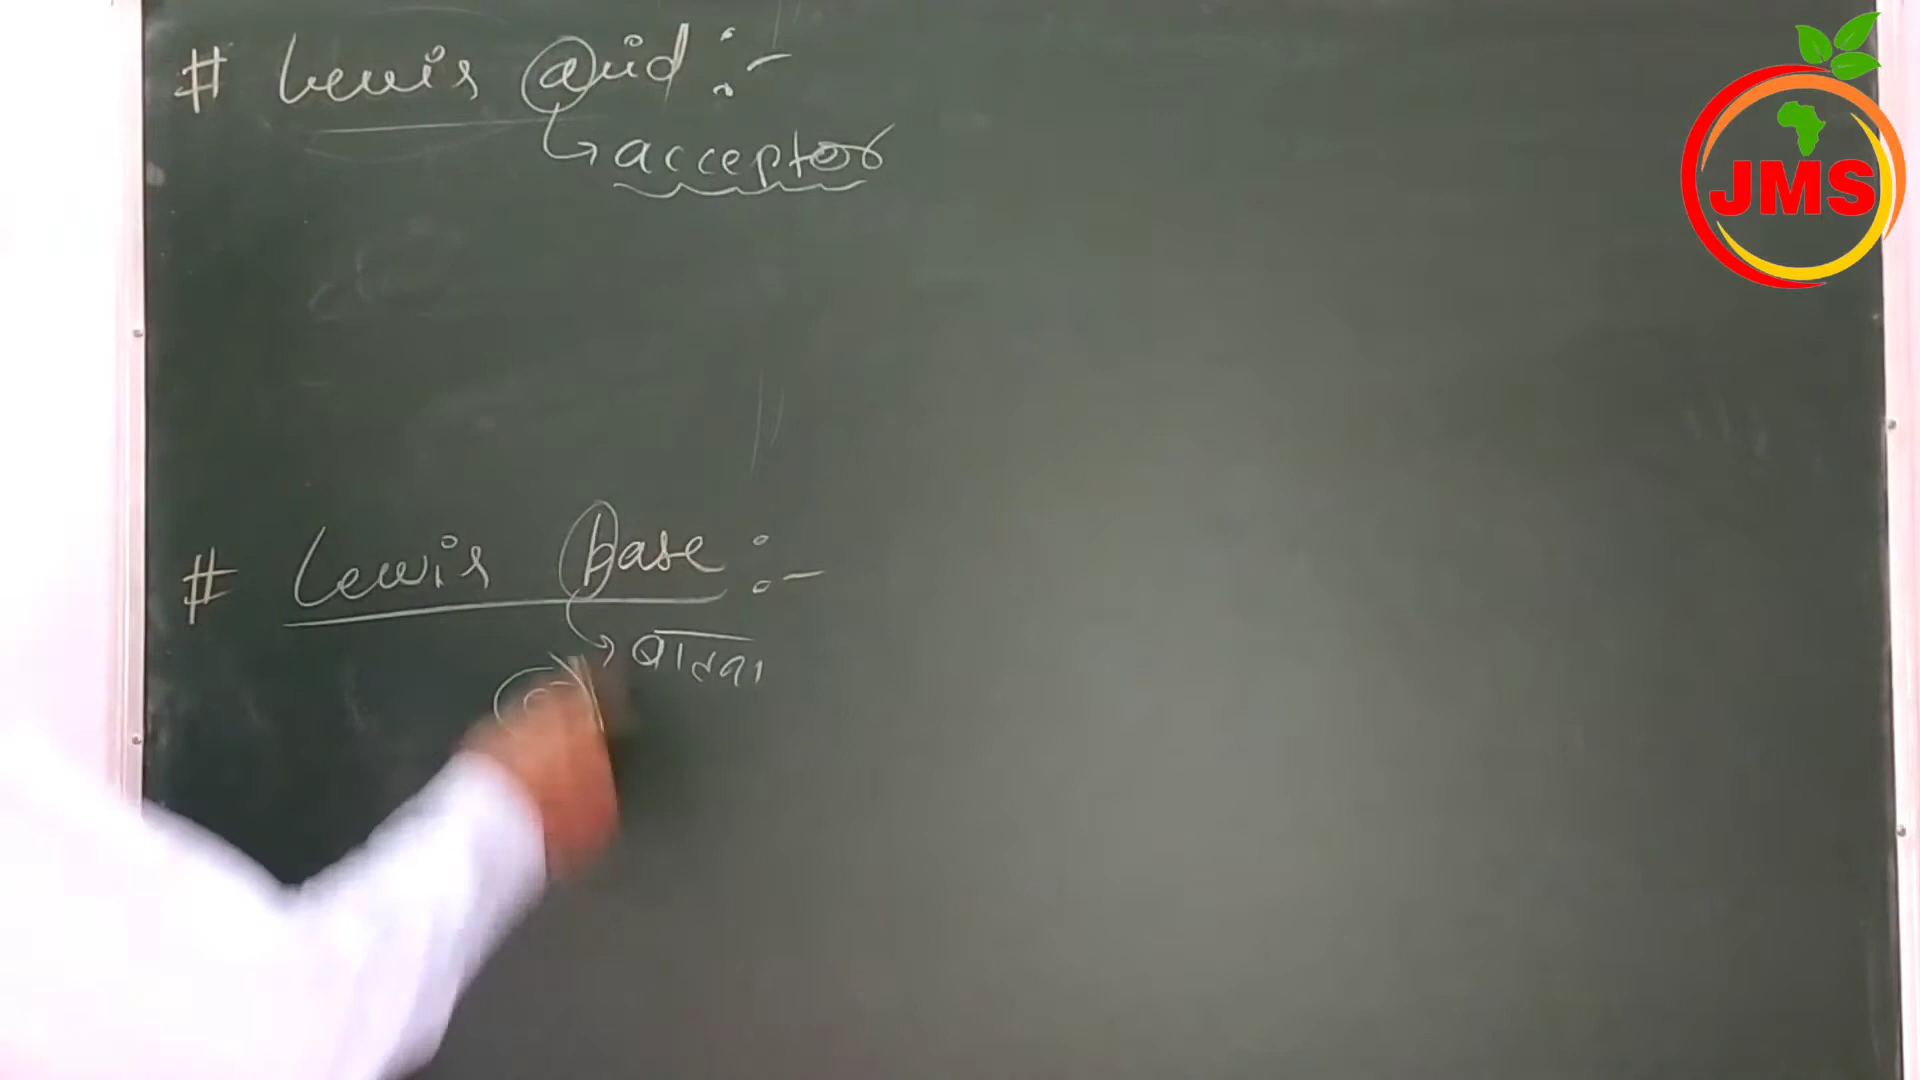 # Lewis acid :-
acceptor
# Lewis base :-
JMS